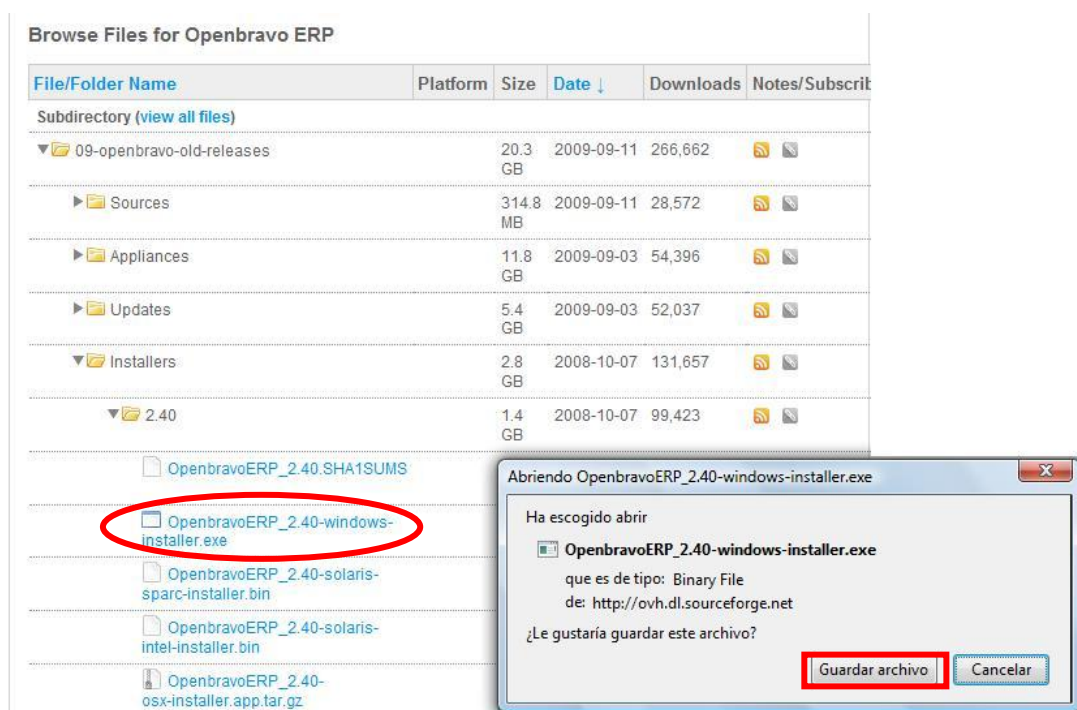 Browse Files for Openbravo ERP
File/Folder Name Platform Size Date ↓ Downloads Notes/Subscrib
Subdirectory (view all files)
09-openbravo-old-releases 20.3 GB 2009-09-11 266,662
Sources 314.8 MB 2009-09-11 28,572
Appliances 11.8 GB 2009-09-03 54,396
Updates 5.4 GB 2009-09-03 52,037
Installers 2.8 GB 2008-10-07 131,657
2.40 1.4 GB 2008-10-07 99,423
OpenbravoERP_2.40.SHA1SUMS
OpenbravoERP_2.40-windows-
installer.exe
OpenbravoERP_2.40-solaris-
sparc-installer.bin
OpenbravoERP_2.40-solaris-
intel-installer.bin
OpenbravoERP_2.40-
osx-installer.app.tar.gz
Abriendo OpenbravoERP_2.40-windows-installer.exe
Ha escogido abrir
OpenbravoERP_2.40-windows-installer.exe
que es de tipo: Binary File
de: http://ovh.dl.sourceforge.net
¿Le gustaría guardar este archivo?
Guardar archivo Cancelar